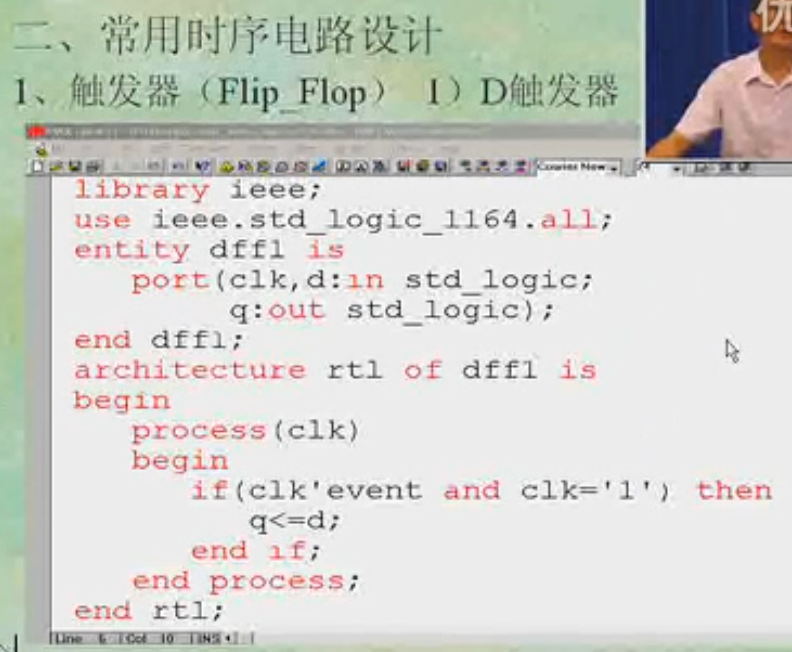 二、常用时序电路设计
1、触发器（Flip_Flop） 1）D触发器
优
Courier New
library ieee;
use ieee.std_logic_1164.all;
entity dff1 is
port(clk,d:in std_logic;
q:out std_logic);
end dff1;
architecture rtl of dff1 is
begin
process(clk)
begin
if(clk'event and clk='1') then
q<=d;
end if;
end process;
end rtl;
Line 6 Col 10 INS